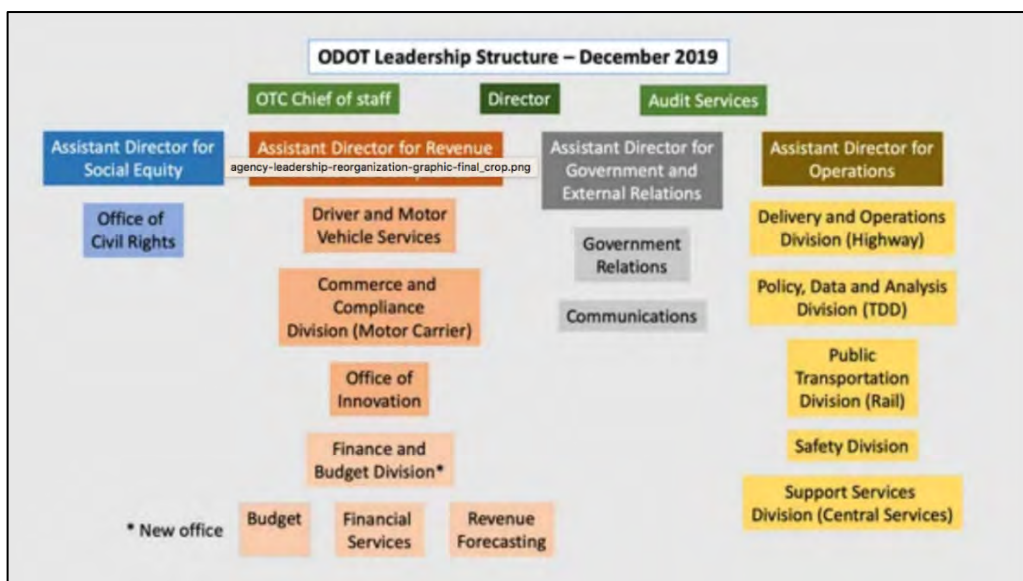 ODOT Leadership Structure – December 2019
OTC Chief of staff
Director
Audit Services
Assistant Director for
Social Equity
Office of
Civil Rights
Assistant Director for Revenue
agency-leadership-reorganization-graphic-final_crop.png
Driver and Motor
Vehicle Services
Commerce and
Compliance
Division (Motor Carrier)
Office of
Innovation
Finance and
Budget Division*
Budget
Financial
Services
Revenue
Forecasting
* New office
Assistant Director for
Government and
External Relations
Government
Relations
Communications
Assistant Director for
Operations
Delivery and Operations
Division (Highway)
Policy, Data and Analysis
Division (TDD)
Public
Transportation
Division (Rail)
Safety Division
Support Services
Division (Central Services)